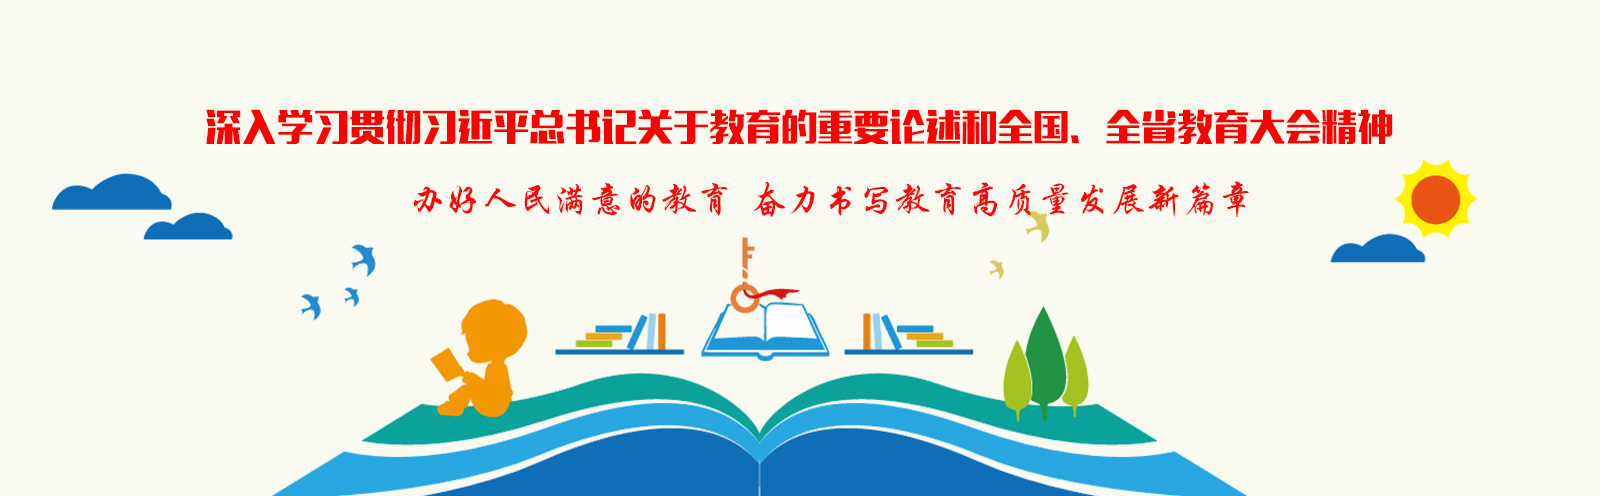 深入学习贯彻习近平总书记关于教育的重要论述和全国、全省教育大会精神
办好人民满意的教育 奋力书写教育高质量发展新篇章